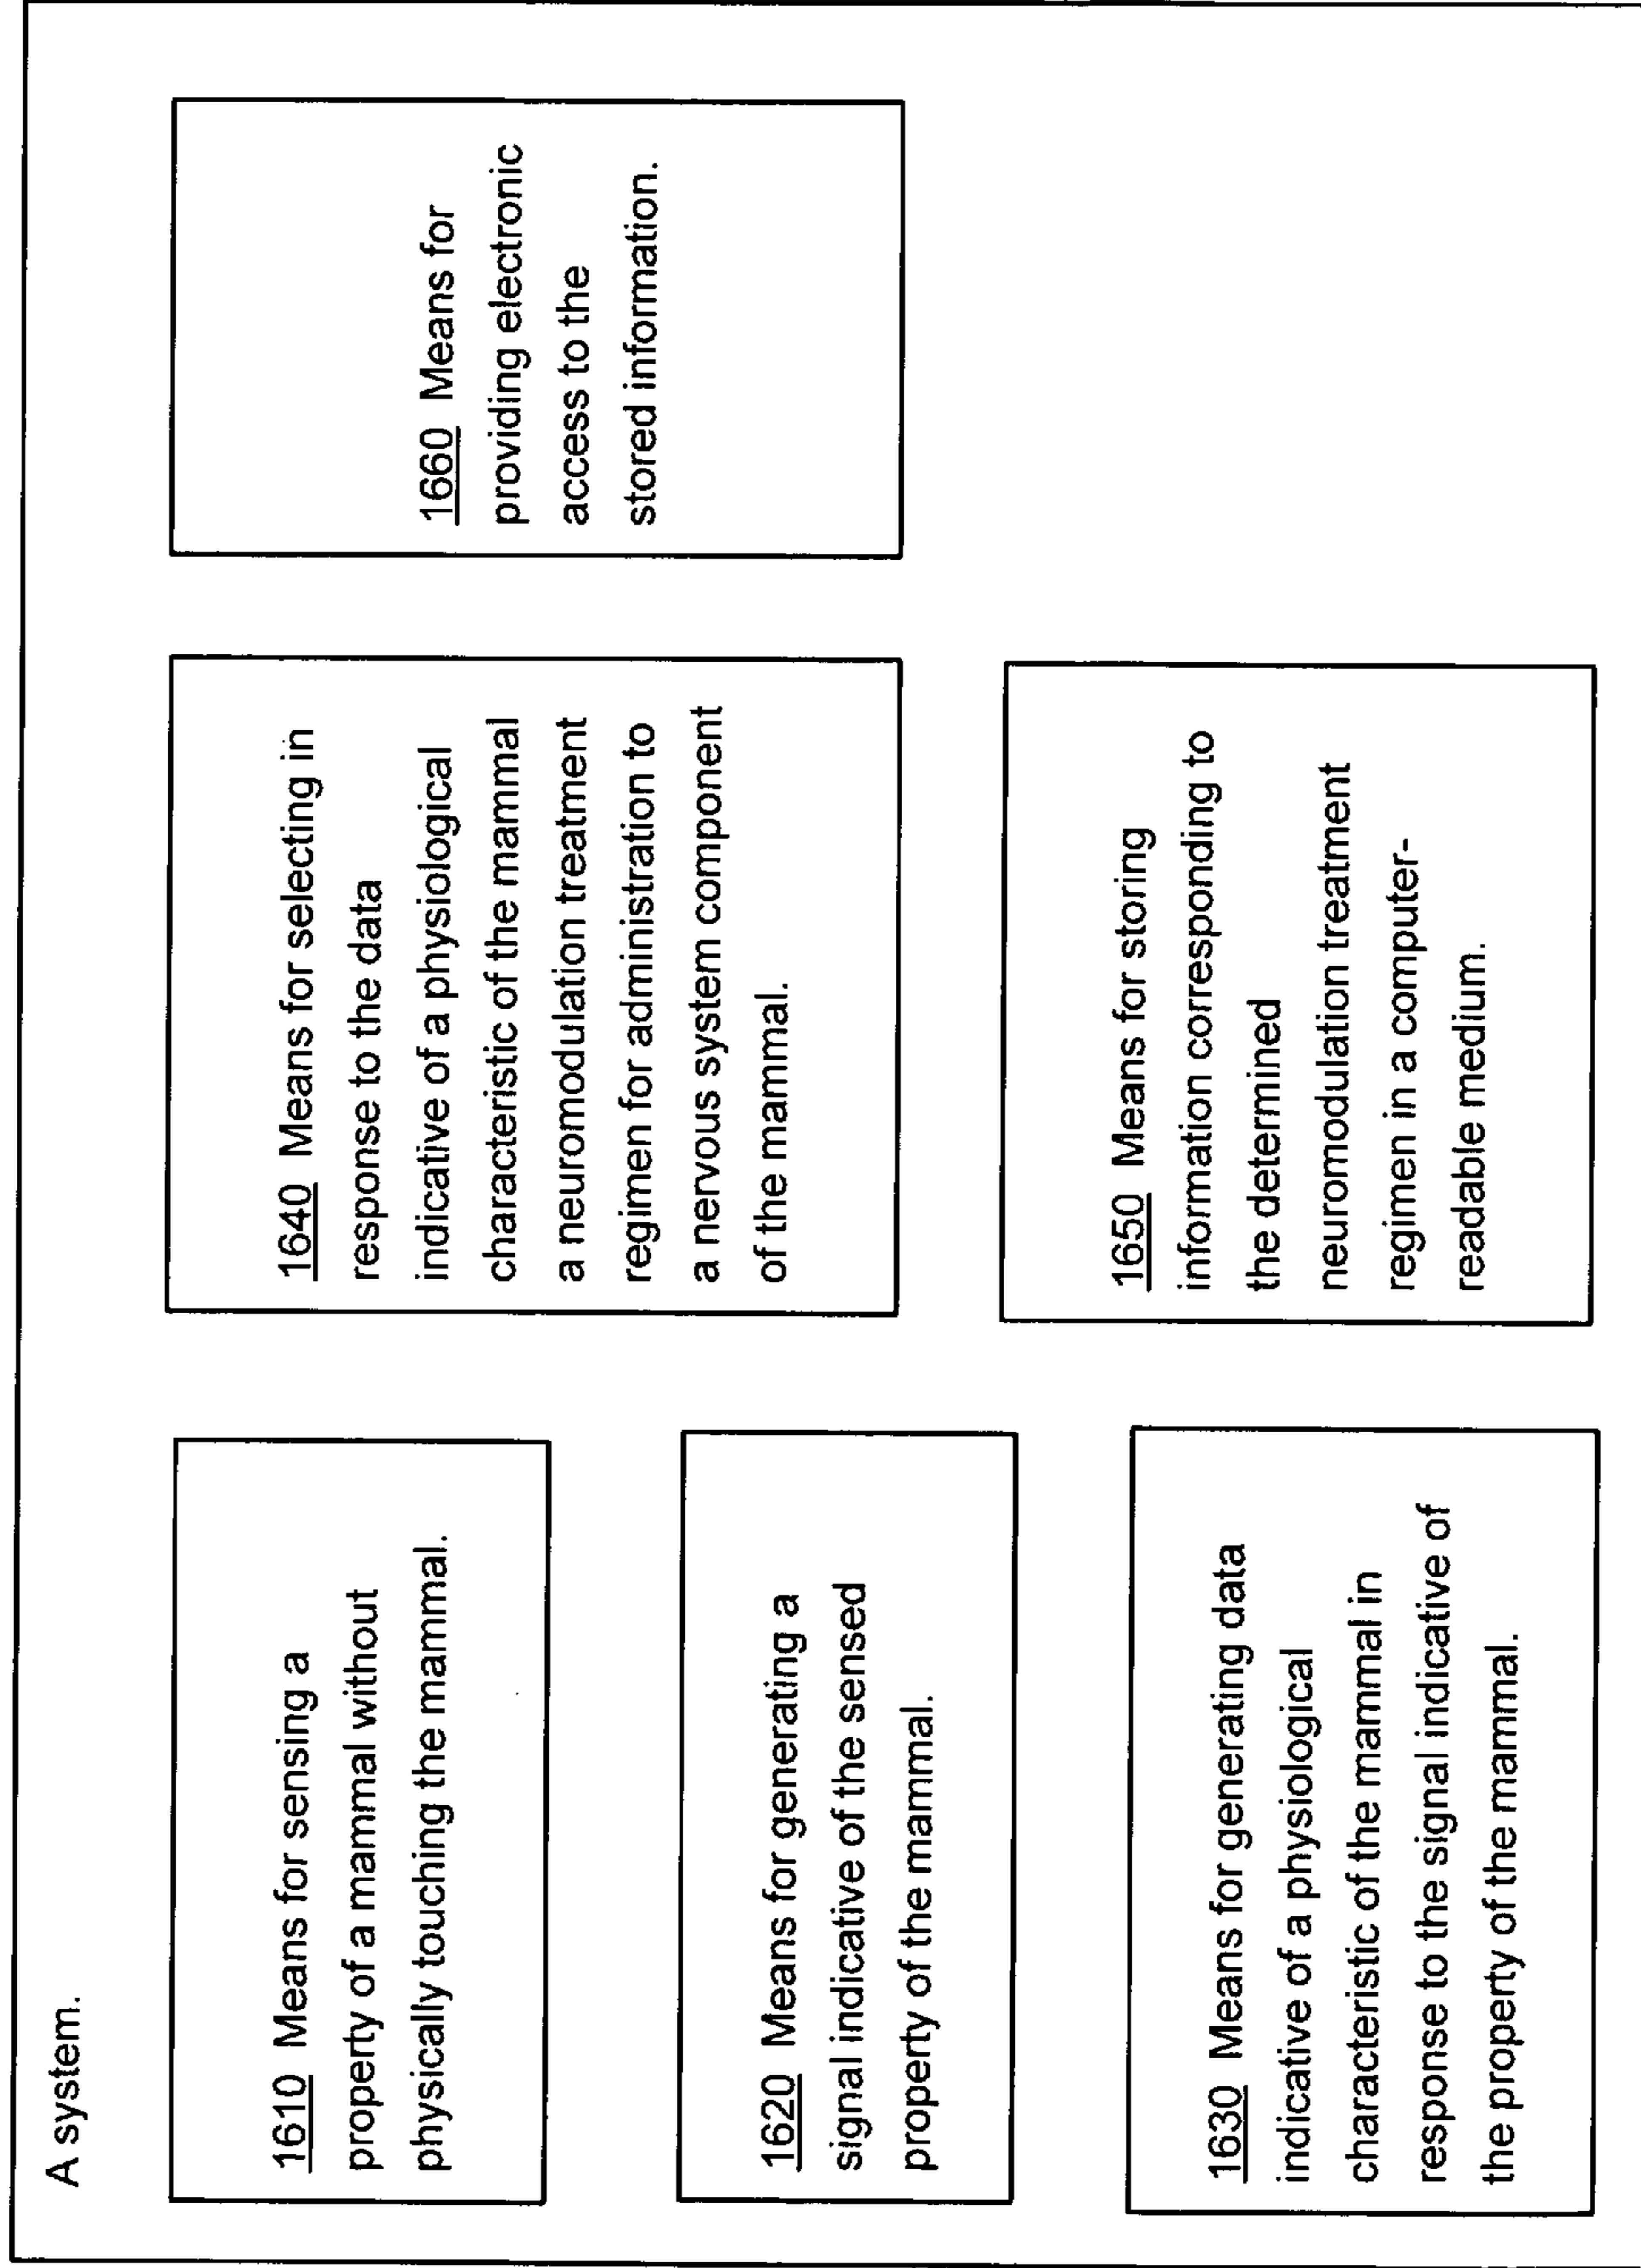 A system.
1610 Means for sensing a
property of a mammal without
physically touching the mammal.
1620 Means for generating a
signal indicative of the sensed
property of the mammal.
1630 Means for generating data
indicative of a physiological
characteristic of the mammal in
response to the signal indicative of
the property of the mammal.
1640 Means for selecting in
response to the data
indicative of a physiological
characteristic of the mammal
a neuromodulation treatment
regimen for administration to
a nervous system component
of the mammal.
1650 Means for storing
information corresponding to
the determined
neuromodulation treatment
regimen in a computer-
readable medium.
1660 Means for
providing electronic
access to the
stored information.